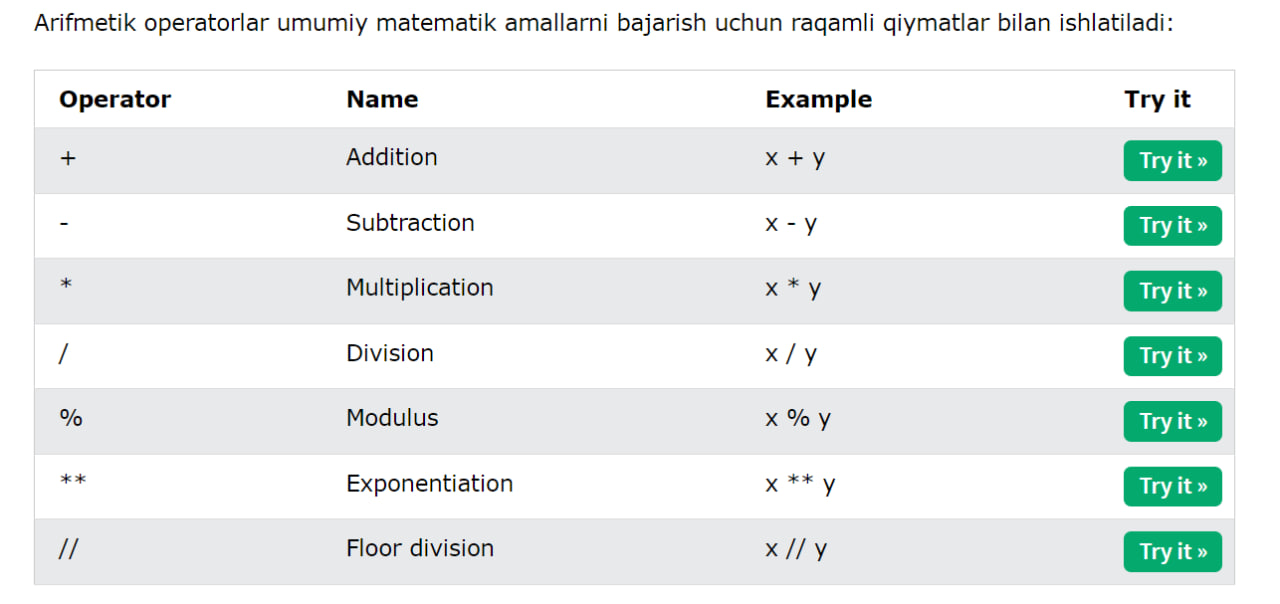 Arifmetik operatorlar umumiy matematik amallarni bajarish uchun raqamli qiymatlar bilan ishlatiladi:
Operator Name Example Try it
+ Addition x + y Try it »
- Subtraction x - y Try it »
* Multiplication x * y Try it »
/ Division x / y Try it »
% Modulus x % y Try it »
** Exponentiation x ** y Try it »
// Floor division x // y Try it »